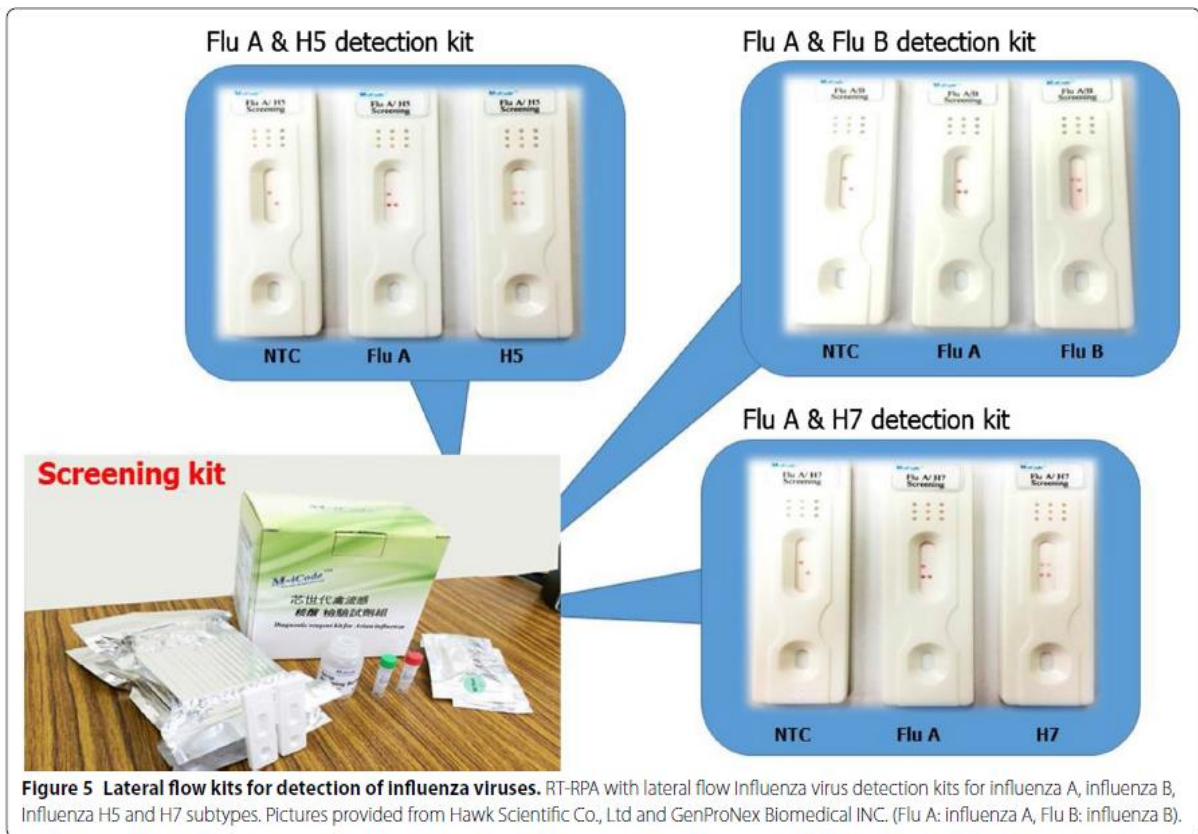 Flu A & H5 detection kit
Flu A/ H5
Screening
Flu A/ H5
Screening
Flu A/ H5
Screening
NTC Flu A H5
Flu A & Flu B detection kit
Flu A/B
Screening
Flu A/B
Screening
Flu A/B
Screening
NTC Flu A Flu B
Flu A & H7 detection kit
Flu A/ H7
Screening
Flu A/ H7
Screening
Flu A/ H7
Screening
NTC Flu A H7
Screening kit
M-iCode™
芯世代禽流感
核酸 檢驗試劑組
Diagnostic reagent kit for Avian influenza
Figure 5 Lateral flow kits for detection of influenza viruses. RT-RPA with lateral flow Influenza virus detection kits for influenza A, influenza B,
Influenza H5 and H7 subtypes. Pictures provided from Hawk Scientific Co., Ltd and GenProNex Biomedical INC. (Flu A: influenza A, Flu B: influenza B).